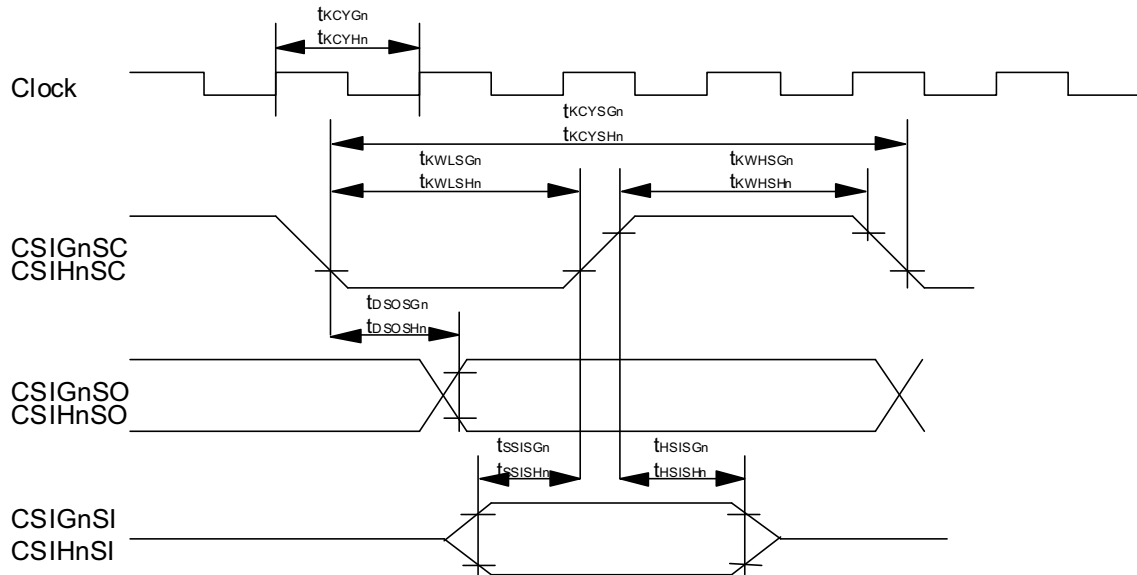 tKCYGn
tKCYHn
Clock
tKCYSGn
tKCYSHn
tKWLSGn
tKWLSHn
tKWHSGn
tKWHSHn
CSIGnSC
CSIHnSC
tDSOSGn
tDSOSHn
CSIGnSO
CSIHnSO
tSSISGn
tSSISHn
tHSISGn
tHSISHn
CSIGnSI
CSIHnSI